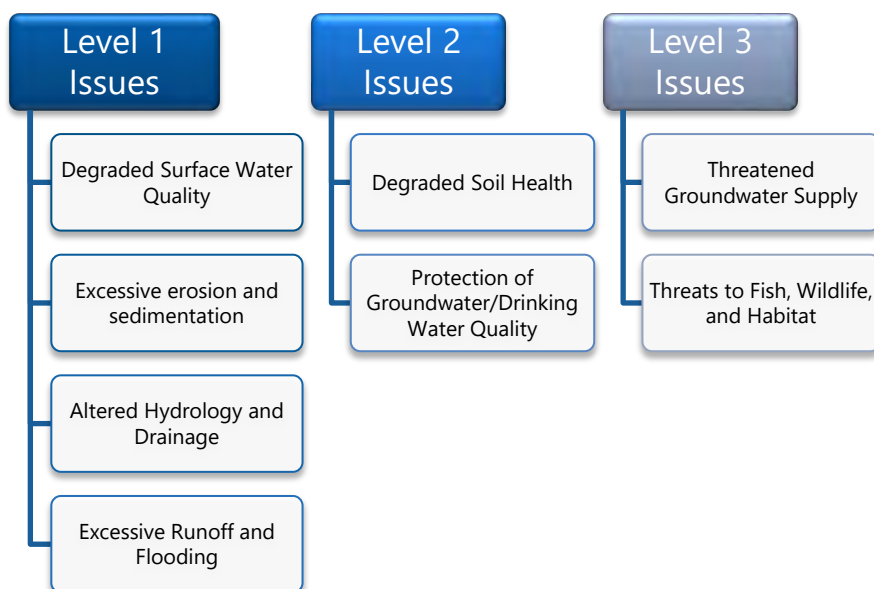 Level 1
Issues
Degraded Surface Water
Quality
Excessive erosion and
sedimentation
Altered Hydrology and
Drainage
Excessive Runoff and
Flooding
Level 2
Issues
Degraded Soil Health
Protection of
Groundwater/Drinking
Water Quality
Level 3
Issues
Threatened
Groundwater Supply
Threats to Fish, Wildlife,
and Habitat